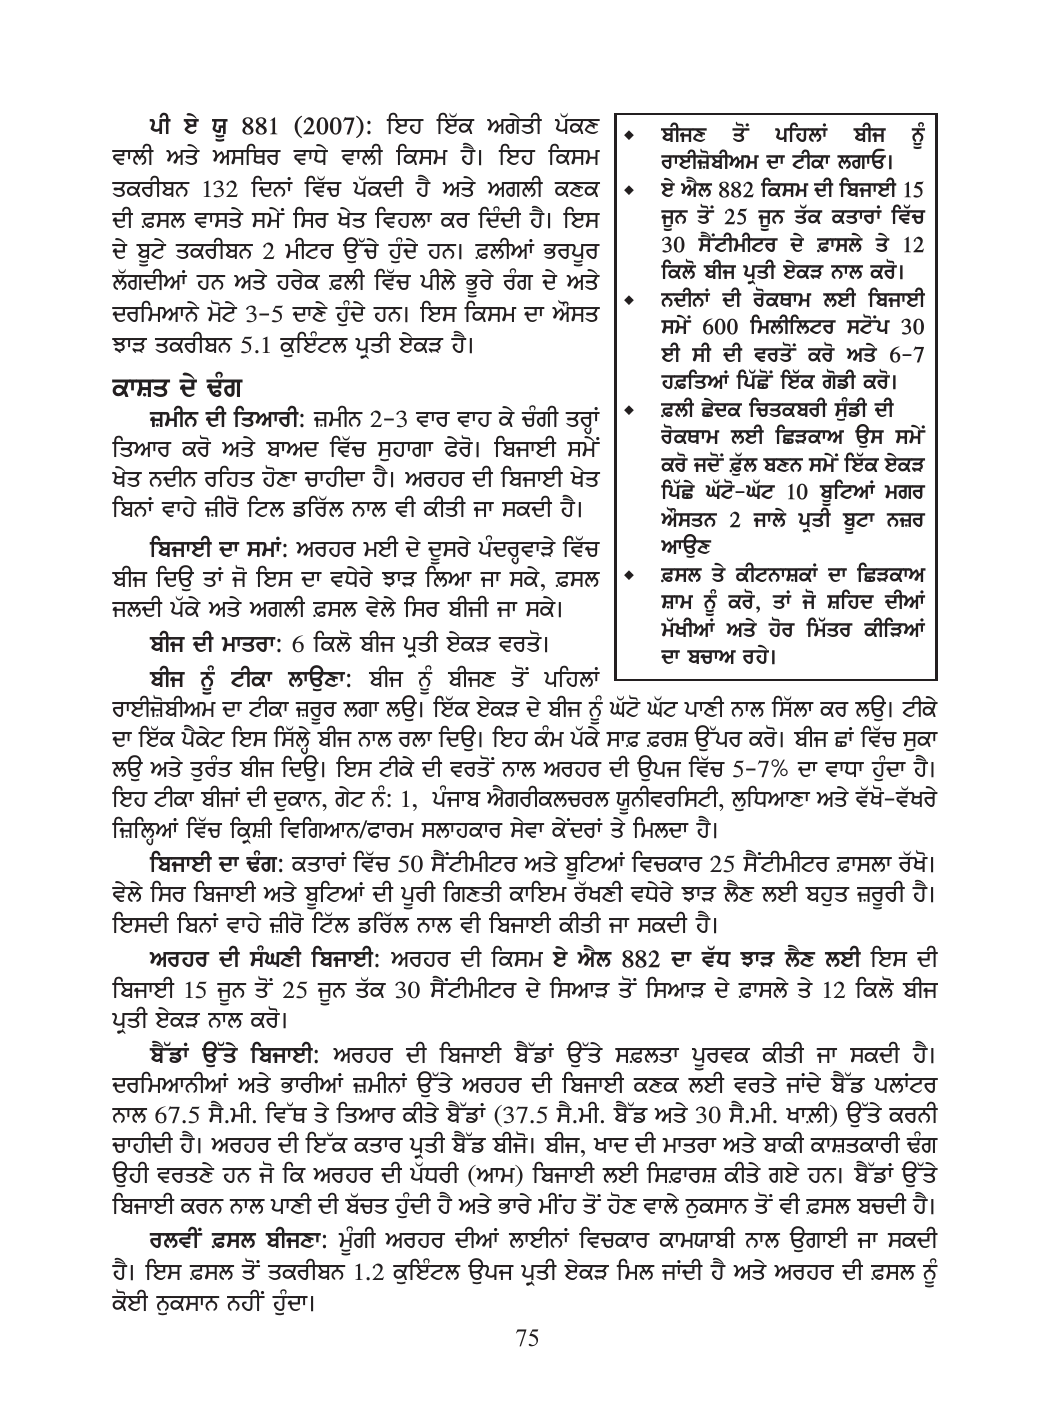 ਪੀ ਏ ਯੂ 881 (2007): ਇਹ ਇੱਕ ਅਗੇਤੀ ਪੱਕਣ
ਵਾਲੀ ਅਤੇ ਅਸਥਿਰ ਵਾਧੇ ਵਾਲੀ ਕਿਸਮ ਹੈ। ਇਹ ਕਿਸਮ
ਤਕਰੀਬਨ 132 ਦਿਨਾਂ ਵਿੱਚ ਪੱਕਦੀ ਹੈ ਅਤੇ ਅਗਲੀ ਕਣਕ
ਦੀ ਫ਼ਸਲ ਵਾਸਤੇ ਸਮੇਂ ਸਿਰ ਖੇਤ ਵਿਹਲਾ ਕਰ ਦਿੰਦੀ ਹੈ। ਇਸ
ਦੇ ਬੂਟੇ ਤਕਰੀਬਨ 2 ਮੀਟਰ ਉੱਚੇ ਹੁੰਦੇ ਹਨ। ਫ਼ਲੀਆਂ ਭਰਪੂਰ
ਲੱਗਦੀਆਂ ਹਨ ਅਤੇ ਹਰੇਕ ਫ਼ਲੀ ਵਿੱਚ ਪੀਲੇ ਭੂਰੇ ਰੰਗ ਦੇ ਅਤੇ
ਦਰਮਿਆਨੇ ਮੋਟੇ 3-5 ਦਾਣੇ ਹੁੰਦੇ ਹਨ। ਇਸ ਕਿਸਮ ਦਾ ਔਸਤ
ਝਾੜ ਤਕਰੀਬਨ 5.1 ਕੁਇੰਟਲ ਪ੍ਰਤੀ ਏਕੜ ਹੈ।
ਕਾਸ਼ਤ ਦੇ ਢੰਗ
ਜ਼ਮੀਨ ਦੀ ਤਿਆਰੀ: ਜ਼ਮੀਨ 2-3 ਵਾਰ ਵਾਹ ਕੇ ਚੰਗੀ ਤਰ੍ਹਾਂ
ਤਿਆਰ ਕਰੋ ਅਤੇ ਬਾਅਦ ਵਿੱਚ ਸੁਹਾਗਾ ਫੇਰੋ। ਬਿਜਾਈ ਸਮੇਂ
ਖੇਤ ਨਦੀਨ ਰਹਿਤ ਹੋਣਾ ਚਾਹੀਦਾ ਹੈ। ਅਰਹਰ ਦੀ ਬਿਜਾਈ ਖੇਤ
ਬਿਨਾਂ ਵਾਹੇ ਜ਼ੀਰੋ ਟਿਲ ਡਰਿੱਲ ਨਾਲ ਵੀ ਕੀਤੀ ਜਾ ਸਕਦੀ ਹੈ।
ਬਿਜਾਈ ਦਾ ਸਮਾਂ: ਅਰਹਰ ਮਈ ਦੇ ਦੂਸਰੇ ਪੰਦਰ੍ਹਵਾੜੇ ਵਿੱਚ
ਬੀਜ ਦਿਉ ਤਾਂ ਜੋ ਇਸ ਦਾ ਵਧੇਰੇ ਝਾੜ ਲਿਆ ਜਾ ਸਕੇ, ਫ਼ਸਲ
ਜਲਦੀ ਪੱਕੇ ਅਤੇ ਅਗਲੀ ਫ਼ਸਲ ਵੇਲੇ ਸਿਰ ਬੀਜੀ ਜਾ ਸਕੇ।
ਬੀਜ ਦੀ ਮਾਤਰਾ: 6 ਕਿਲੋ ਬੀਜ ਪ੍ਰਤੀ ਏਕੜ ਵਰਤੋ।
◆ ਬੀਜਣ ਤੋਂ ਪਹਿਲਾਂ ਬੀਜ ਨੂੰ
ਰਾਈਜ਼ੋਬੀਅਮ ਦਾ ਟੀਕਾ ਲਗਾਓ।
◆ ਏ ਐਲ 882 ਕਿਸਮ ਦੀ ਬਿਜਾਈ 15
ਜੂਨ ਤੋਂ 25 ਜੂਨ ਤੱਕ ਕਤਾਰਾਂ ਵਿੱਚ
30 ਸੈਂਟੀਮੀਟਰ ਦੇ ਫ਼ਾਸਲੇ ਤੇ 12
ਕਿਲੋ ਬੀਜ ਪ੍ਰਤੀ ਏਕੜ ਨਾਲ ਕਰੋ।
◆ ਨਦੀਨਾਂ ਦੀ ਰੋਕਥਾਮ ਲਈ ਬਿਜਾਈ
ਸਮੇਂ 600 ਮਿਲੀਲਿਟਰ ਸਟੋਂਪ 30
ਈ ਸੀ ਦੀ ਵਰਤੋਂ ਕਰੋ ਅਤੇ 6-7
ਹਫ਼ਤਿਆਂ ਪਿੱਛੋਂ ਇੱਕ ਗੋਡੀ ਕਰੋ।
◆ ਫ਼ਲੀ ਛੇਦਕ ਚਿਤਕਬਰੀ ਸੁੰਡੀ ਦੀ
ਰੋਕਥਾਮ ਲਈ ਛਿੜਕਾਅ ਉਸ ਸਮੇਂ
ਕਰੋ ਜਦੋਂ ਫ਼ੁੱਲ ਬਣਨ ਸਮੇਂ ਇੱਕ ਏਕੜ
ਪਿੱਛੇ ਘੱਟੋ-ਘੱਟ 10 ਬੂਟਿਆਂ ਮਗਰ
ਔਸਤਨ 2 ਜਾਲੇ ਪ੍ਰਤੀ ਬੂਟਾ ਨਜ਼ਰ
ਆਉਣ
◆ ਫ਼ਸਲ ਤੇ ਕੀਟਨਾਸ਼ਕਾਂ ਦਾ ਛਿੜਕਾਅ
ਸ਼ਾਮ ਨੂੰ ਕਰੋ, ਤਾਂ ਜੋ ਸ਼ਹਿਦ ਦੀਆਂ
ਮੱਖੀਆਂ ਅਤੇ ਹੋਰ ਮਿੱਤਰ ਕੀੜਿਆਂ
ਦਾ ਬਚਾਅ ਰਹੇ।
ਬੀਜ ਨੂੰ ਟੀਕਾ ਲਾਉਣਾ: ਬੀਜ ਨੂੰ ਬੀਜਣ ਤੋਂ ਪਹਿਲਾਂ
ਰਾਈਜ਼ੋਬੀਅਮ ਦਾ ਟੀਕਾ ਜ਼ਰੂਰ ਲਗਾ ਲਉ। ਇੱਕ ਏਕੜ ਦੇ ਬੀਜ ਨੂੰ ਘੱਟੋ ਘੱਟ ਪਾਣੀ ਨਾਲ ਸਿੱਲਾ ਕਰ ਲਉ। ਟੀਕੇ
ਦਾ ਇੱਕ ਪੈਕੇਟ ਇਸ ਸਿੱਲ੍ਹੇ ਬੀਜ ਨਾਲ ਰਲਾ ਦਿਉ। ਇਹ ਕੰਮ ਪੱਕੇ ਸਾਫ਼ ਫ਼ਰਸ਼ ਉੱਪਰ ਕਰੋ। ਬੀਜ ਛਾਂ ਵਿੱਚ ਸੁਕਾ
ਲਉ ਅਤੇ ਤੁਰੰਤ ਬੀਜ ਦਿਉ। ਇਸ ਟੀਕੇ ਦੀ ਵਰਤੋਂ ਨਾਲ ਅਰਹਰ ਦੀ ਉਪਜ ਵਿੱਚ 5-7% ਦਾ ਵਾਧਾ ਹੁੰਦਾ ਹੈ।
ਇਹ ਟੀਕਾ ਬੀਜਾਂ ਦੀ ਦੁਕਾਨ, ਗੇਟ ਨੰ: 1, ਪੰਜਾਬ ਐਗਰੀਕਲਚਰਲ ਯੂਨੀਵਰਸਿਟੀ, ਲੁਧਿਆਣਾ ਅਤੇ ਵੱਖੋ-ਵੱਖਰੇ
ਜ਼ਿਲ੍ਹਿਆਂ ਵਿੱਚ ਕ੍ਰਿਸ਼ੀ ਵਿਗਿਆਨ/ਫਾਰਮ ਸਲਾਹਕਾਰ ਸੇਵਾ ਕੇਂਦਰਾਂ ਤੇ ਮਿਲਦਾ ਹੈ।
ਬਿਜਾਈ ਦਾ ਢੰਗ: ਕਤਾਰਾਂ ਵਿੱਚ 50 ਸੈਂਟੀਮੀਟਰ ਅਤੇ ਬੂਟਿਆਂ ਵਿਚਕਾਰ 25 ਸੈਂਟੀਮੀਟਰ ਫ਼ਾਸਲਾ ਰੱਖੋ।
ਵੇਲੇ ਸਿਰ ਬਿਜਾਈ ਅਤੇ ਬੂਟਿਆਂ ਦੀ ਪੂਰੀ ਗਿਣਤੀ ਕਾਇਮ ਰੱਖਣੀ ਵਧੇਰੇ ਝਾੜ ਲੈਣ ਲਈ ਬਹੁਤ ਜ਼ਰੂਰੀ ਹੈ।
ਇਸਦੀ ਬਿਨਾਂ ਵਾਹੇ ਜ਼ੀਰੋ ਟਿੱਲ ਡਰਿੱਲ ਨਾਲ ਵੀ ਬਿਜਾਈ ਕੀਤੀ ਜਾ ਸਕਦੀ ਹੈ।
ਅਰਹਰ ਦੀ ਸੰਘਣੀ ਬਿਜਾਈ: ਅਰਹਰ ਦੀ ਕਿਸਮ ਏ ਐਲ 882 ਦਾ ਵੱਧ ਝਾੜ ਲੈਣ ਲਈ ਇਸ ਦੀ
ਬਿਜਾਈ 15 ਜੂਨ ਤੋਂ 25 ਜੂਨ ਤੱਕ 30 ਸੈਂਟੀਮੀਟਰ ਦੇ ਸਿਆੜ ਤੋਂ ਸਿਆੜ ਦੇ ਫ਼ਾਸਲੇ ਤੇ 12 ਕਿਲੋ ਬੀਜ
ਪ੍ਰਤੀ ਏਕੜ ਨਾਲ ਕਰੋ।
ਬੈੱਡਾਂ ਉੱਤੇ ਬਿਜਾਈ: ਅਰਹਰ ਦੀ ਬਿਜਾਈ ਬੈੱਡਾਂ ਉੱਤੇ ਸਫ਼ਲਤਾ ਪੂਰਵਕ ਕੀਤੀ ਜਾ ਸਕਦੀ ਹੈ।
ਦਰਮਿਆਨੀਆਂ ਅਤੇ ਭਾਰੀਆਂ ਜ਼ਮੀਨਾਂ ਉੱਤੇ ਅਰਹਰ ਦੀ ਬਿਜਾਈ ਕਣਕ ਲਈ ਵਰਤੇ ਜਾਂਦੇ ਬੈੱਡ ਪਲਾਂਟਰ
ਨਾਲ 67.5 ਸੈ.ਮੀ. ਵਿੱਥ ਤੇ ਤਿਆਰ ਕੀਤੇ ਬੈੱਡਾਂ (37.5 ਸੈ.ਮੀ. ਬੈੱਡ ਅਤੇ 30 ਸੈ.ਮੀ. ਖਾਲ਼ੀ) ਉੱਤੇ ਕਰਨੀ
ਚਾਹੀਦੀ ਹੈ। ਅਰਹਰ ਦੀ ਇੱਕ ਕਤਾਰ ਪ੍ਰਤੀ ਬੈੱਡ ਬੀਜੋ। ਬੀਜ, ਖਾਦ ਦੀ ਮਾਤਰਾ ਅਤੇ ਬਾਕੀ ਕਾਸ਼ਤਕਾਰੀ ਢੰਗ
ਉਹੀ ਵਰਤਣੇ ਹਨ ਜੋ ਕਿ ਅਰਹਰ ਦੀ ਪੱਧਰੀ (ਆਮ) ਬਿਜਾਈ ਲਈ ਸਿਫ਼ਾਰਸ਼ ਕੀਤੇ ਗਏ ਹਨ। ਬੈੱਡਾਂ ਉੱਤੇ
ਬਿਜਾਈ ਕਰਨ ਨਾਲ ਪਾਣੀ ਦੀ ਬੱਚਤ ਹੁੰਦੀ ਹੈ ਅਤੇ ਭਾਰੇ ਮੀਂਹ ਤੋਂ ਹੋਣ ਵਾਲੇ ਨੁਕਸਾਨ ਤੋਂ ਵੀ ਫ਼ਸਲ ਬਚਦੀ ਹੈ।
ਰਲਵੀਂ ਫ਼ਸਲ ਬੀਜਣਾ: ਮੂੰਗੀ ਅਰਹਰ ਦੀਆਂ ਲਾਈਨਾਂ ਵਿਚਕਾਰ ਕਾਮਯਾਬੀ ਨਾਲ ਉਗਾਈ ਜਾ ਸਕਦੀ
ਹੈ। ਇਸ ਫ਼ਸਲ ਤੋਂ ਤਕਰੀਬਨ 1.2 ਕੁਇੰਟਲ ਉਪਜ ਪ੍ਰਤੀ ਏਕੜ ਮਿਲ ਜਾਂਦੀ ਹੈ ਅਤੇ ਅਰਹਰ ਦੀ ਫ਼ਸਲ ਨੂੰ
ਕੋਈ ਨੁਕਸਾਨ ਨਹੀਂ ਹੁੰਦਾ।
75